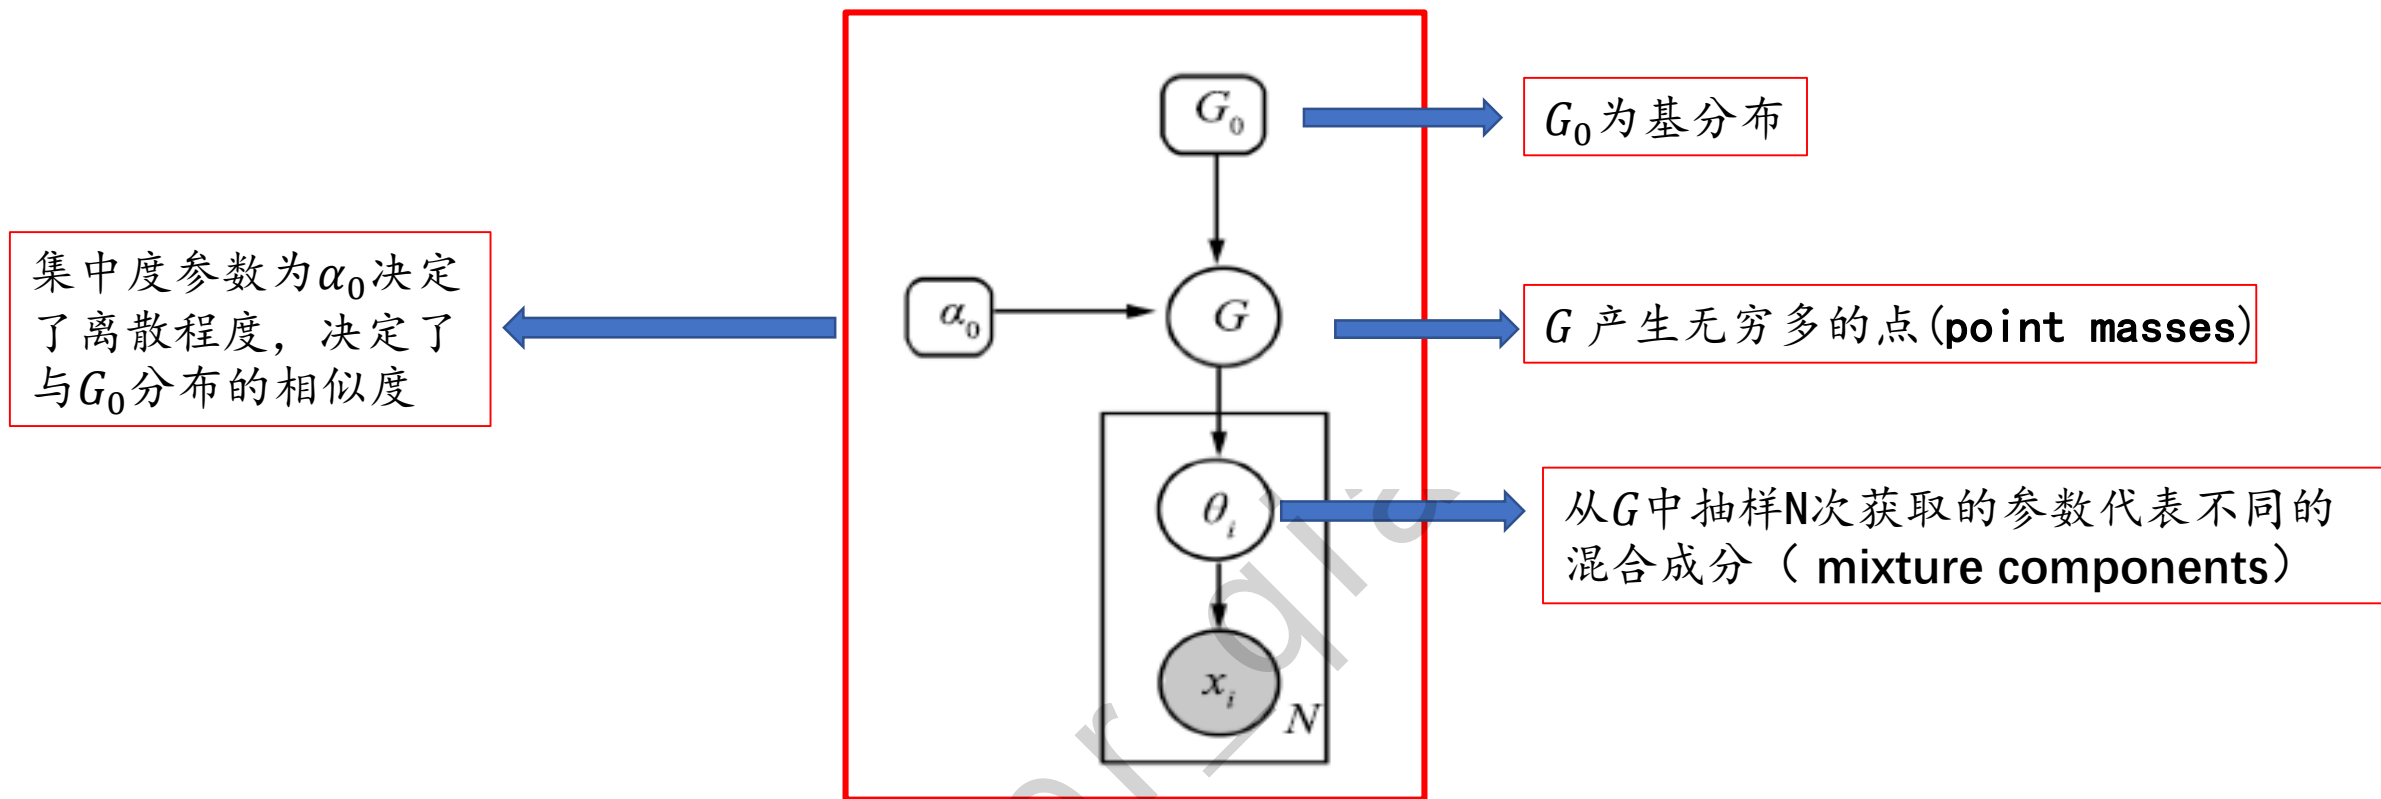 G₀
G₀为基分布
集中度参数为α₀决定
了离散程度，决定了
与G₀分布的相似度
α₀
G
G 产生无穷多的点(point masses)
θᵢ
从G中抽样N次获取的参数代表不同的
混合成分（ mixture components）
xᵢ
N